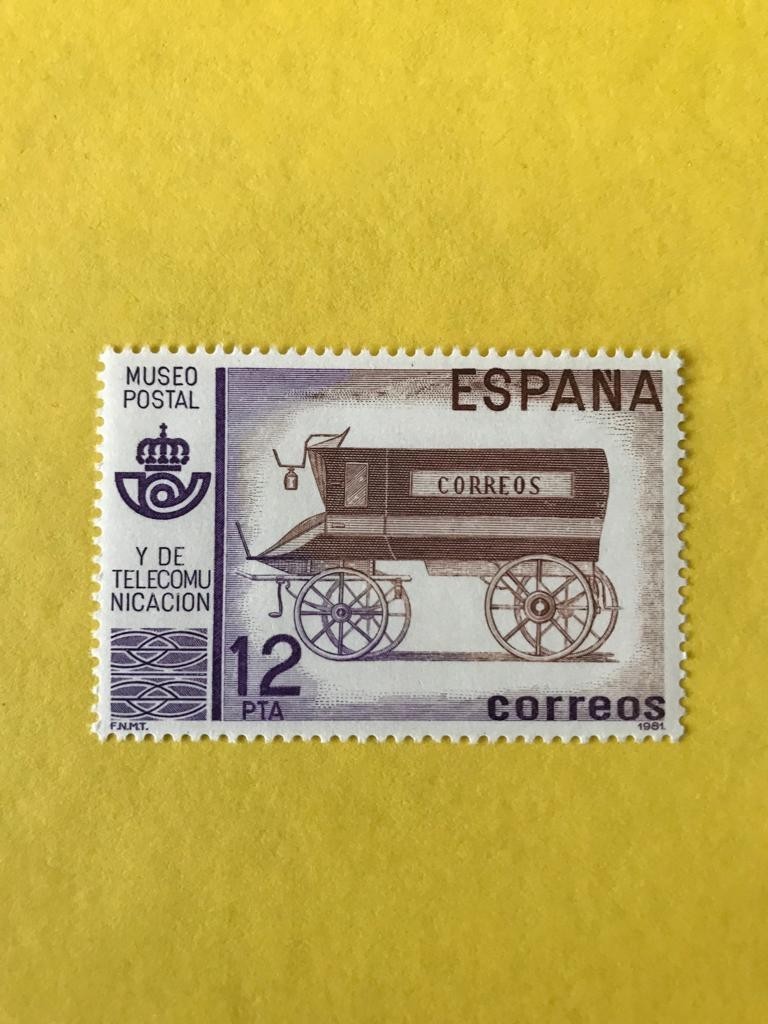 MUSEO
POSTAL
Y DE
TELECOMU
NICACION
F.N.M.T.
ESPAÑA
CORREOS
12
PTA
correos
1981